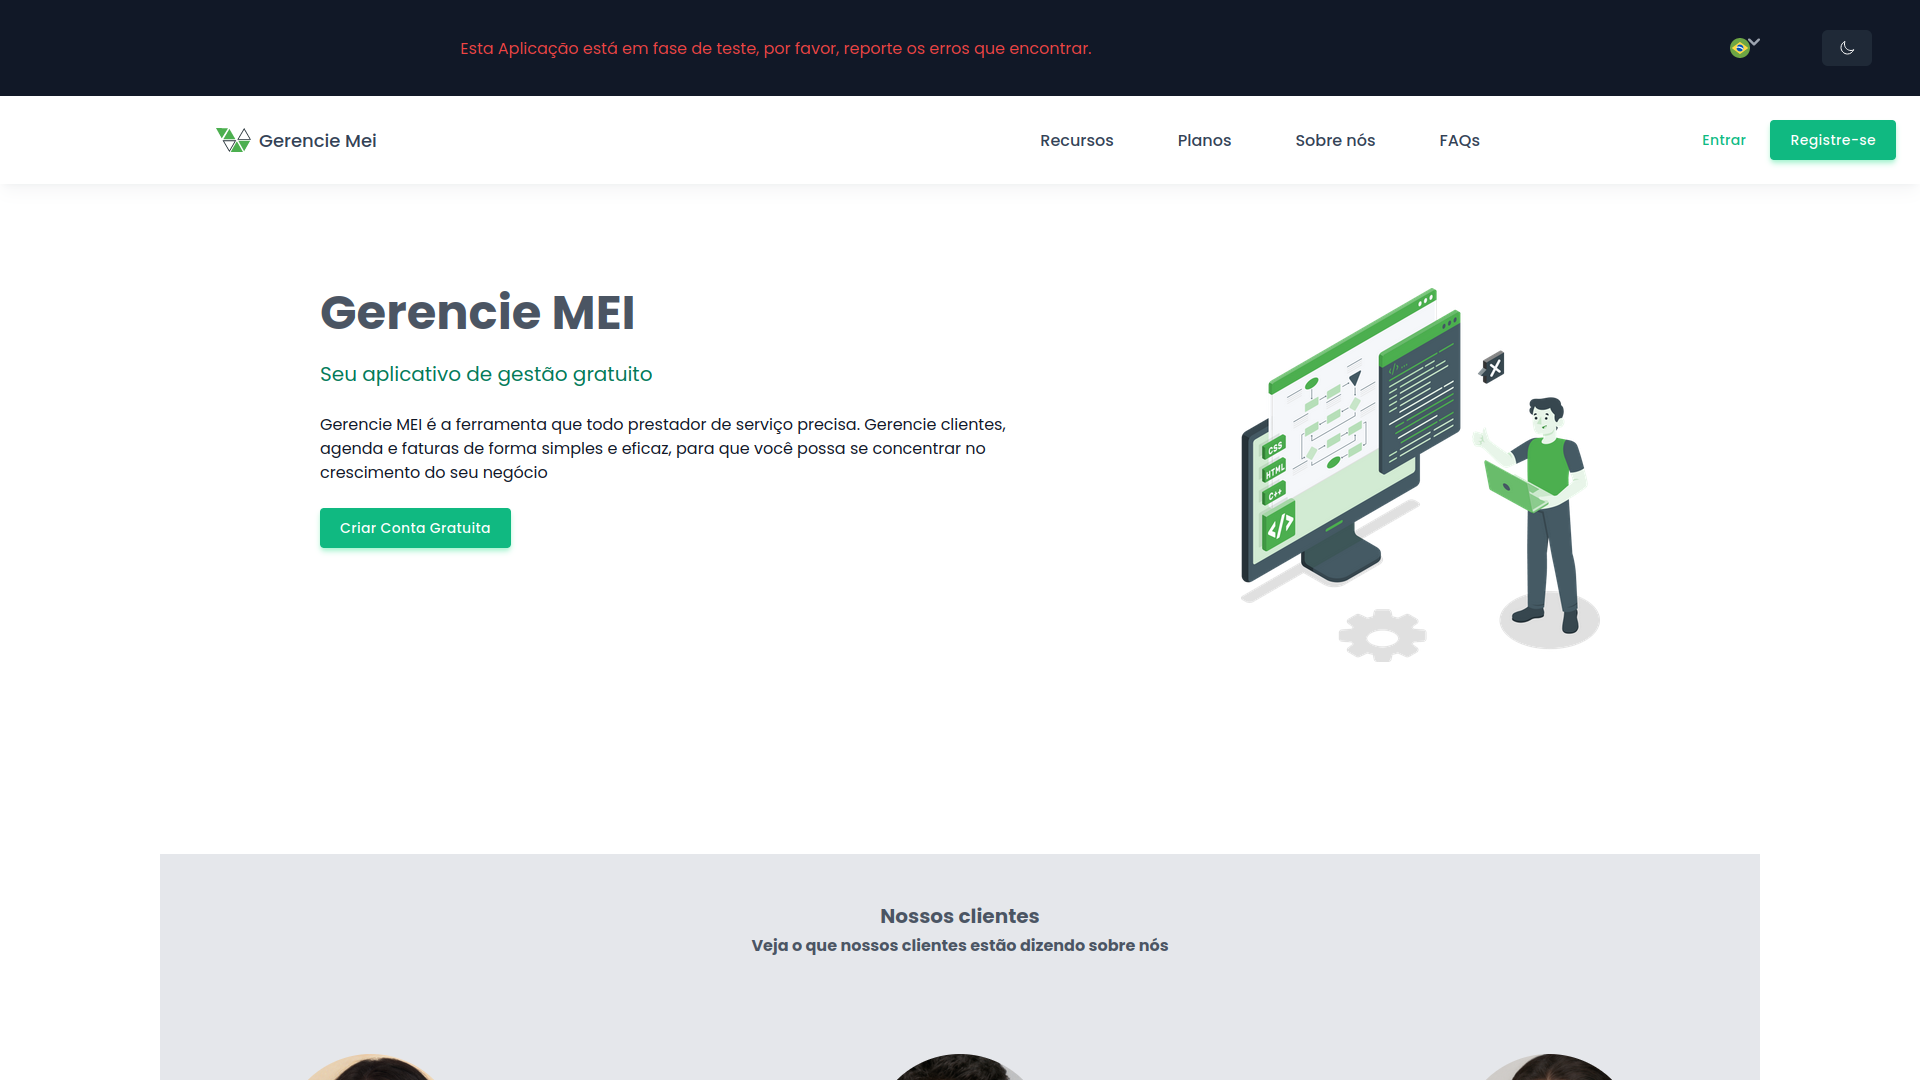 Esta Aplicação está em fase de teste, por favor, reporte os erros que encontrar.
Gerencie Mei
Recursos
Planos
Sobre nós
FAQs
Entrar
Registre-se
Gerencie MEI
Seu aplicativo de gestão gratuito
Gerencie MEI é a ferramenta que todo prestador de serviço precisa. Gerencie clientes,
agenda e faturas de forma simples e eficaz, para que você possa se concentrar no
crescimento do seu negócio
Criar Conta Gratuita
CSS
HTML
C++
</>
Nossos clientes
Veja o que nossos clientes estão dizendo sobre nós